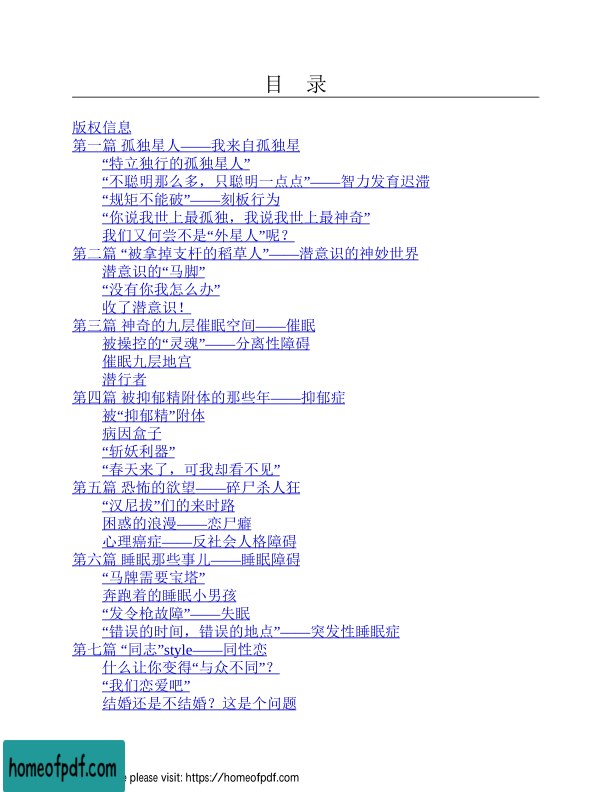 目 录
版权信息
第一篇 孤独星人——我来自孤独星
“特立独行的孤独星人”
“不聪明那么多，只聪明一点点”——智力发育迟滞
“规矩不能破”——刻板行为
“你说我世上最孤独，我说我世上最神奇”
我们又何尝不是“外星人”呢？
第二篇 “被拿掉支杆的稻草人”——潜意识的神妙世界
潜意识的“马脚”
“没有你我怎么办”
收了潜意识！
第三篇 神奇的九层催眠空间——催眠
被操控的“灵魂”——分离性障碍
催眠九层地宫
潜行者
第四篇 被抑郁精附体的那些年——抑郁症
被“抑郁精”附体
病因盒子
“斩妖利器”
“春天来了，可我却看不见”
第五篇 恐怖的欲望——碎尸杀人狂
“汉尼拔”们的来时路
困惑的浪漫——恋尸癖
心理癌症——反社会人格障碍
第六篇 睡眠那些事儿——睡眠障碍
“马牌需要宝塔”
奔跑着的睡眠小男孩
“发令枪故障”——失眠
“错误的时间，错误的地点”——突发性睡眠症
第七篇 “同志”style——同性恋
什么让你变得“与众不同”？
“我们恋爱吧”
结婚还是不结婚？这是个问题
homeofpdf.com
e please visit: https://homeofpdf.com